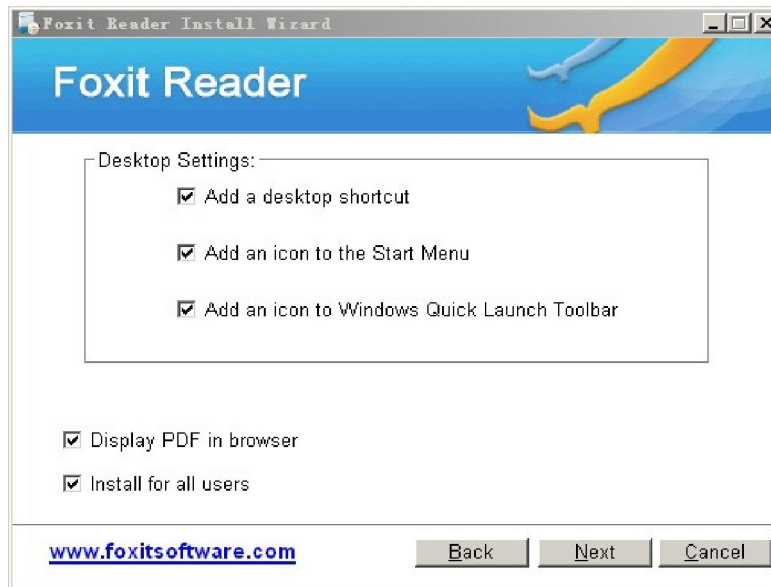 Foxit Reader Install Wizard
Foxit Reader
Desktop Settings:
Add a desktop shortcut
Add an icon to the Start Menu
Add an icon to Windows Quick Launch Toolbar
Display PDF in browser
Install for all users
www.foxitsoftware.com Back Next Cancel